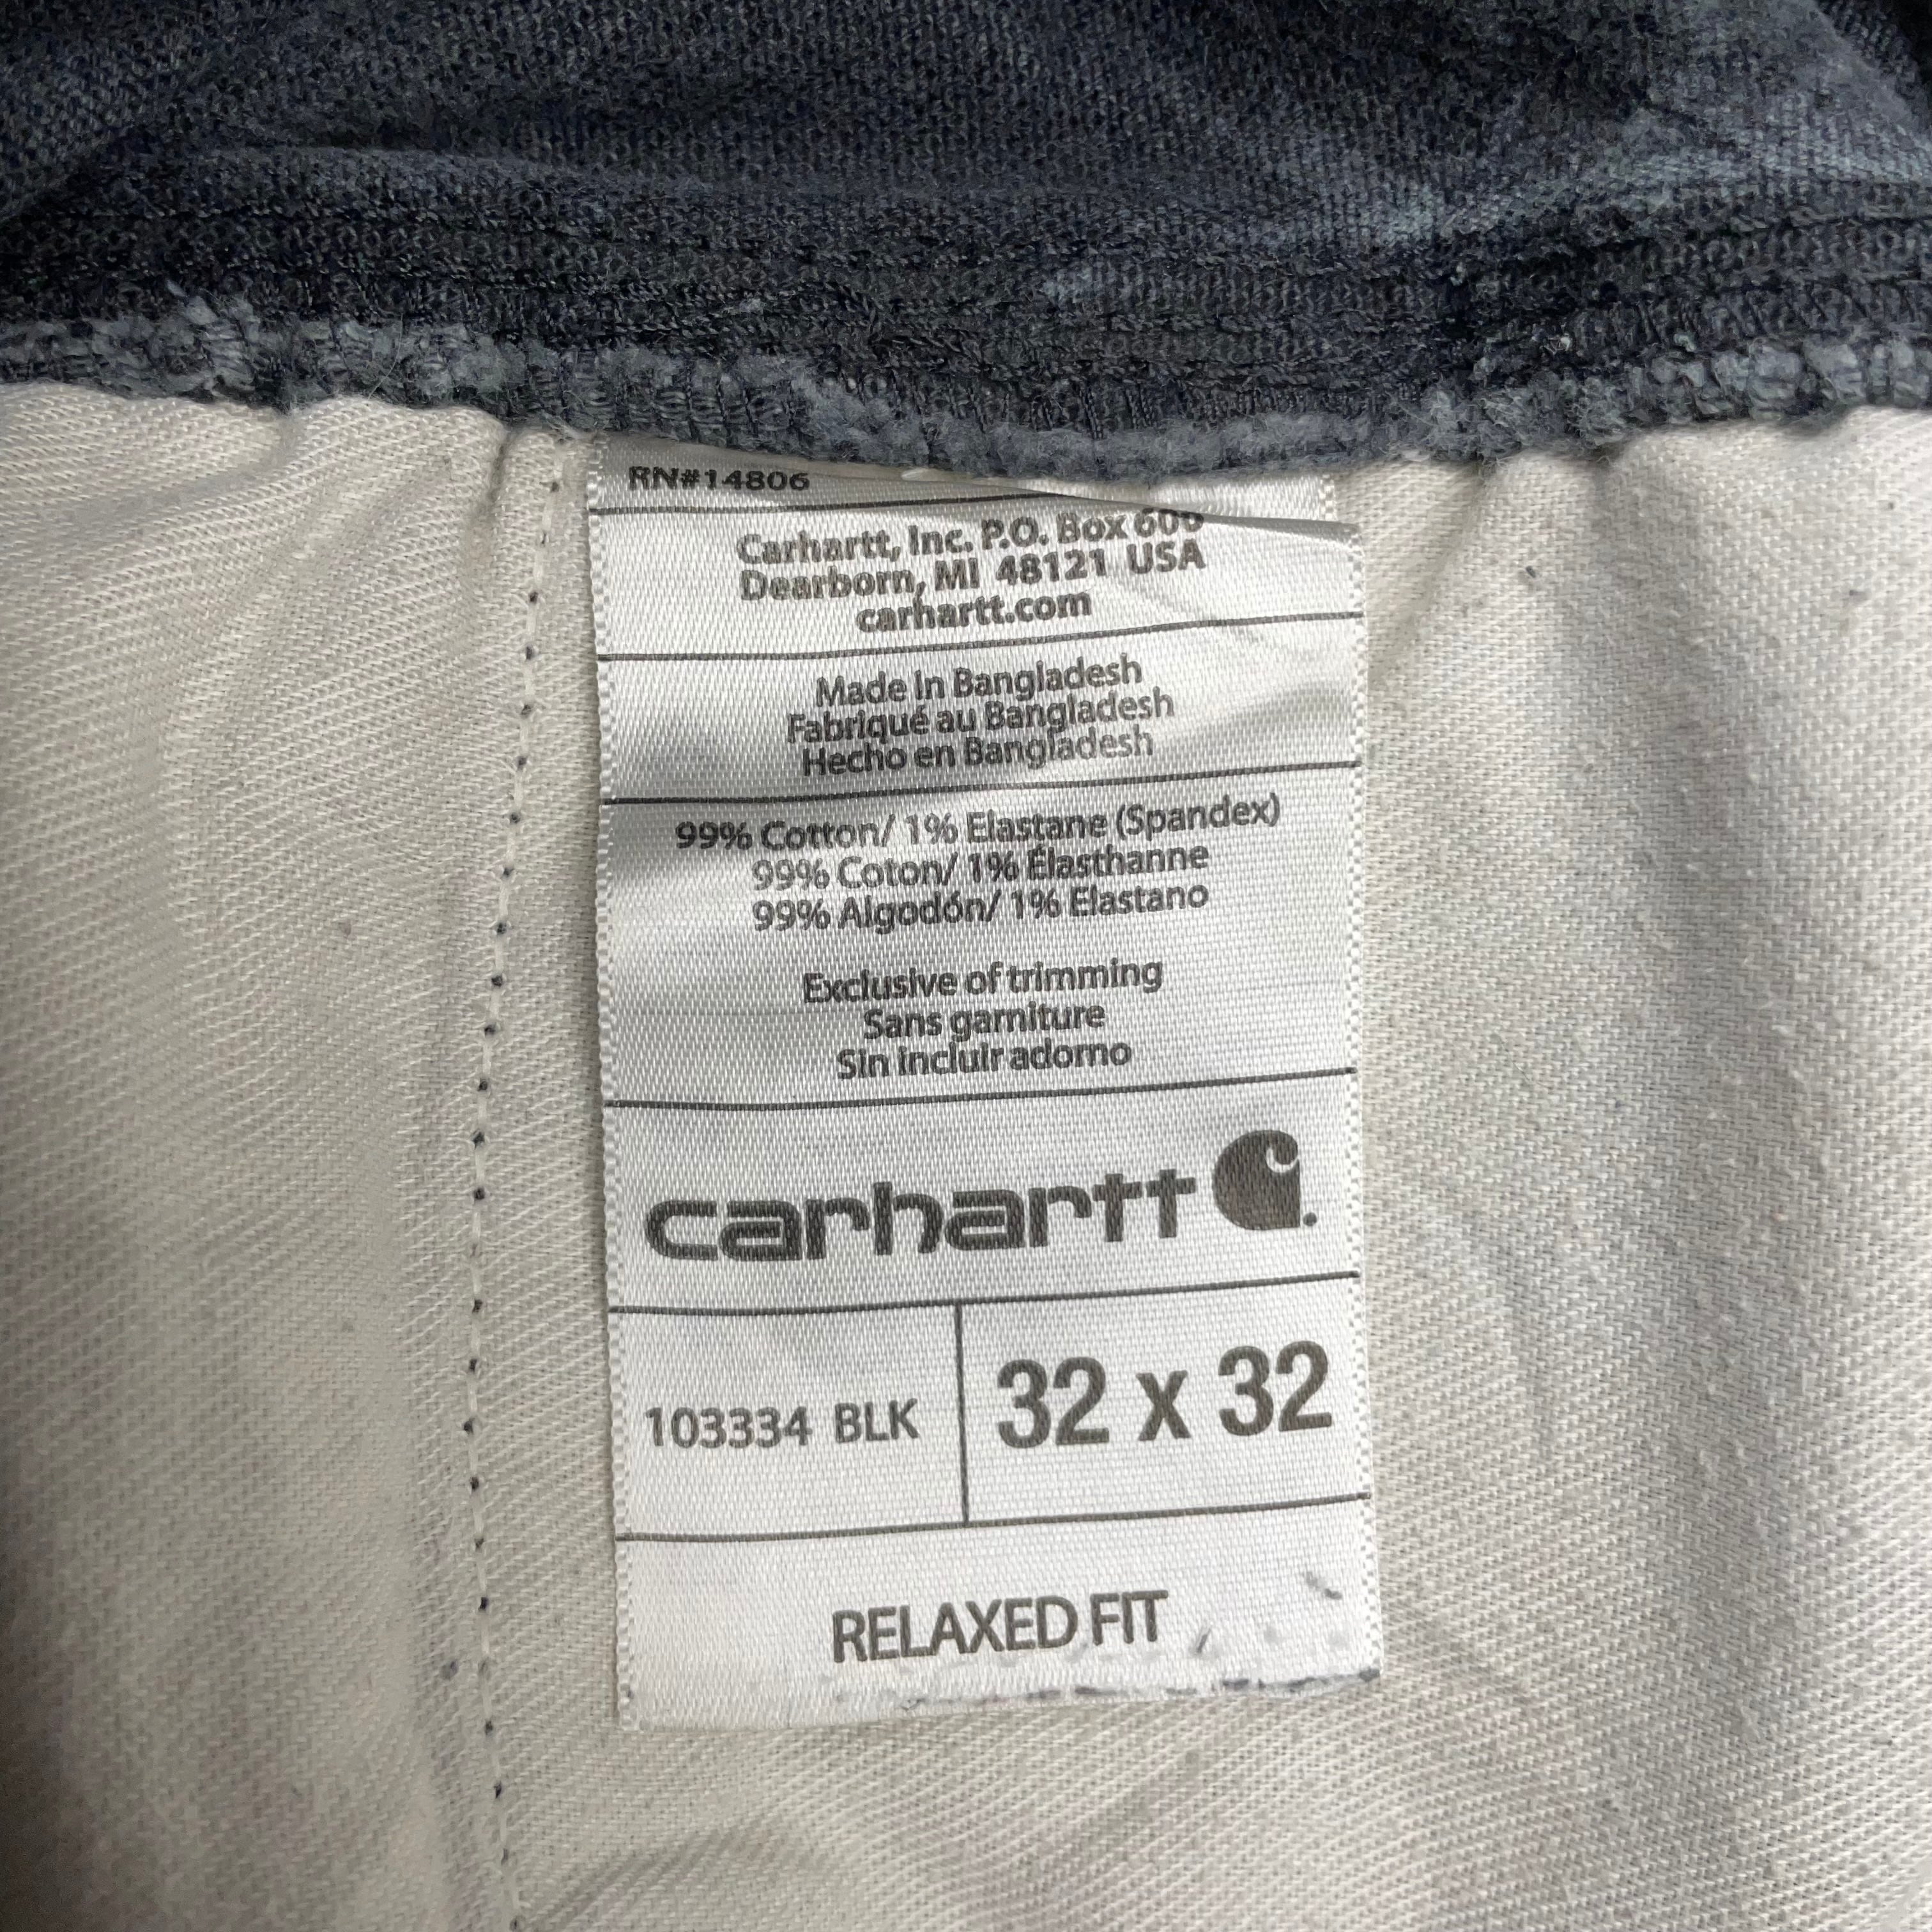 RN#14806
Carhartt, Inc. P.O. Box 600
Dearborn, MI 48121 USA
carhartt.com
Made in Bangladesh
Fabriqué au Bangladesh
Hecho en Bangladesh
99% Cotton/ 1% Elastane (Spandex)
99% Coton/ 1% Élasthanne
99% Algodón/ 1% Elastano
Exclusive of trimming
Sans garniture
Sin incluir adorno
carhartt
103334 BLK 32 x 32
RELAXED FIT